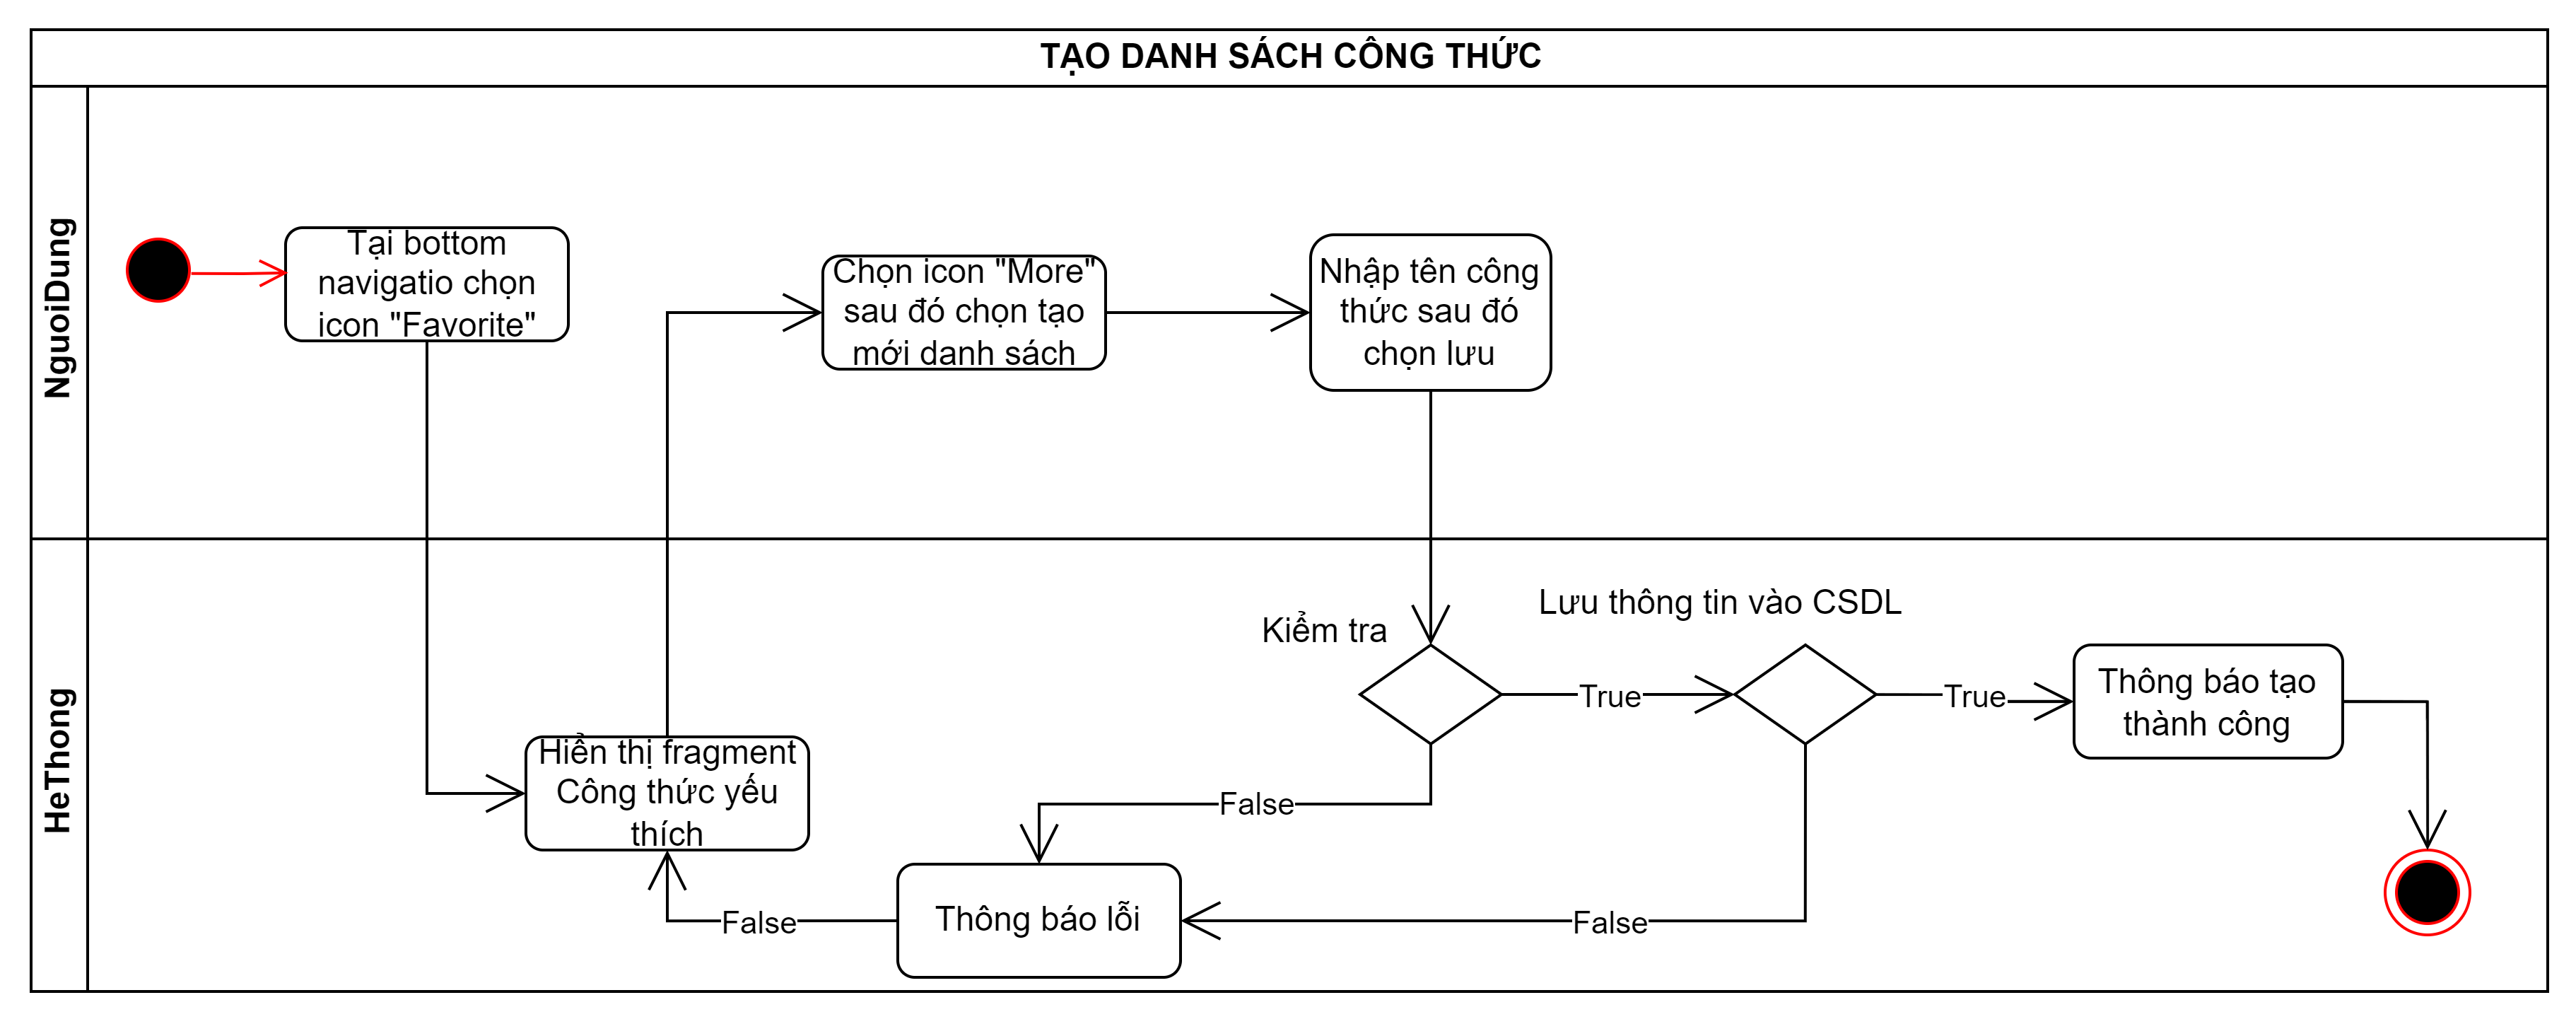 TẠO DANH SÁCH CÔNG THỨC
NguoiDung
Tại bottom
navigatio chọn
icon "Favorite"
Chọn icon "More"
sau đó chọn tạo
mới danh sách
Nhập tên công
thức sau đó
chọn lưu
HeThong
Hiển thị fragment
Công thức yếu
thích
Kiểm tra
Lưu thông tin vào CSDL
True
True
Thông báo tạo
thành công
False
Thông báo lỗi
False
False